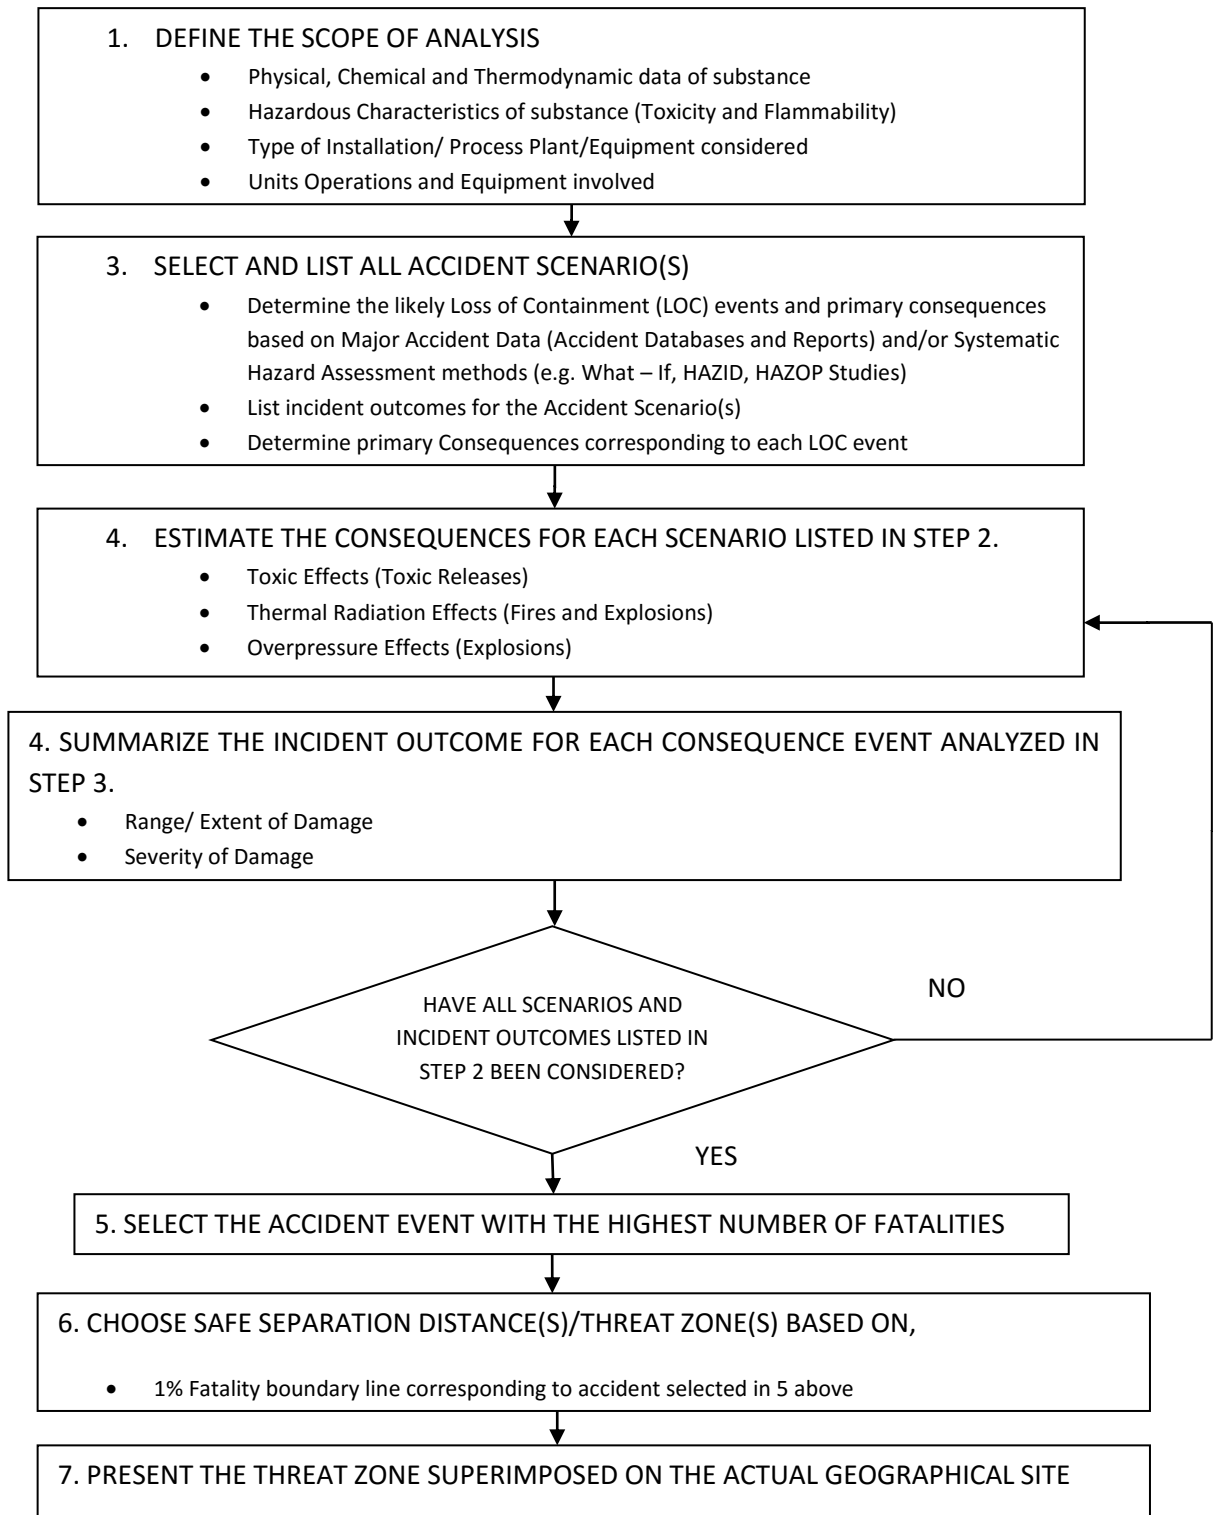 1. DEFINE THE SCOPE OF ANALYSIS
• Physical, Chemical and Thermodynamic data of substance
• Hazardous Characteristics of substance (Toxicity and Flammability)
• Type of Installation/ Process Plant/Equipment considered
• Units Operations and Equipment involved
3. SELECT AND LIST ALL ACCIDENT SCENARIO(S)
• Determine the likely Loss of Containment (LOC) events and primary consequences
based on Major Accident Data (Accident Databases and Reports) and/or Systematic
Hazard Assessment methods (e.g. What – If, HAZID, HAZOP Studies)
• List incident outcomes for the Accident Scenario(s)
• Determine primary Consequences corresponding to each LOC event
4. ESTIMATE THE CONSEQUENCES FOR EACH SCENARIO LISTED IN STEP 2.
• Toxic Effects (Toxic Releases)
• Thermal Radiation Effects (Fires and Explosions)
• Overpressure Effects (Explosions)
4. SUMMARIZE THE INCIDENT OUTCOME FOR EACH CONSEQUENCE EVENT ANALYZED IN
STEP 3.
• Range/ Extent of Damage
• Severity of Damage
HAVE ALL SCENARIOS AND
INCIDENT OUTCOMES LISTED IN
STEP 2 BEEN CONSIDERED?
NO
YES
5. SELECT THE ACCIDENT EVENT WITH THE HIGHEST NUMBER OF FATALITIES
6. CHOOSE SAFE SEPARATION DISTANCE(S)/THREAT ZONE(S) BASED ON,
• 1% Fatality boundary line corresponding to accident selected in 5 above
7. PRESENT THE THREAT ZONE SUPERIMPOSED ON THE ACTUAL GEOGRAPHICAL SITE